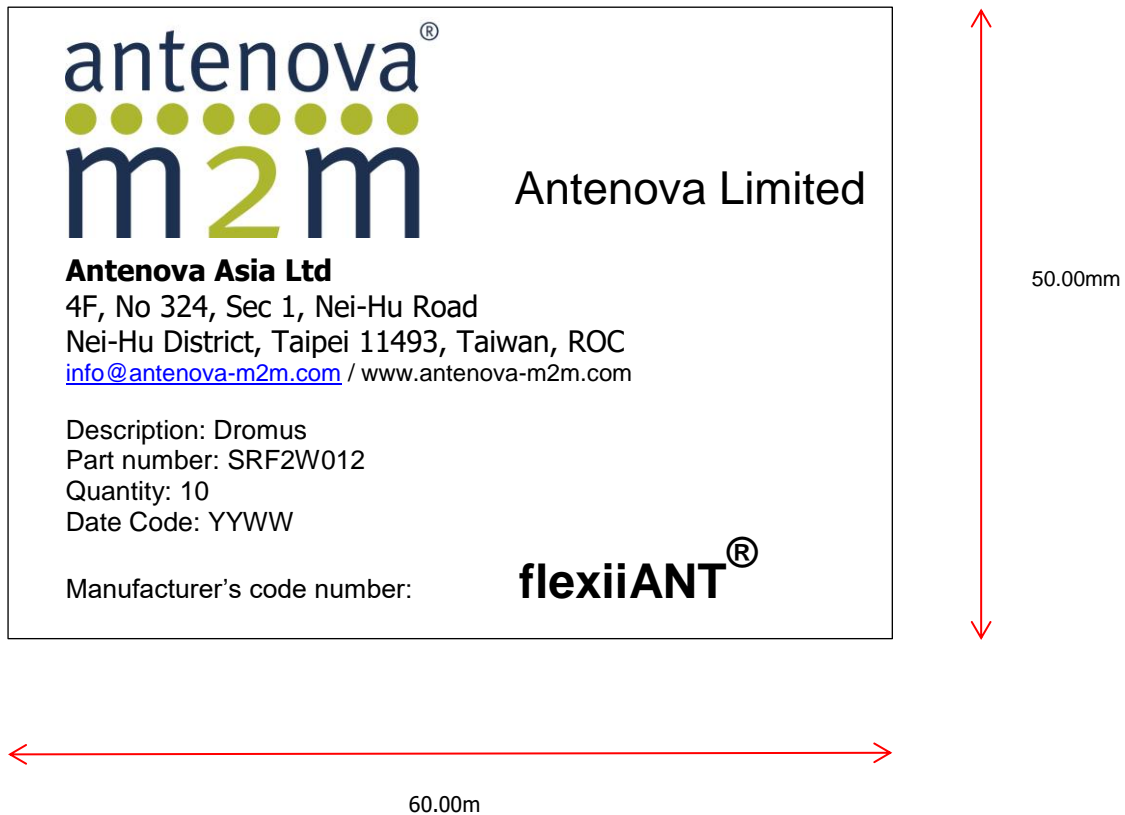 antenova®
m2m
Antenova Limited
Antenova Asia Ltd
4F, No 324, Sec 1, Nei-Hu Road
Nei-Hu District, Taipei 11493, Taiwan, ROC
info@antenova-m2m.com / www.antenova-m2m.com
Description: Dromus
Part number: SRF2W012
Quantity: 10
Date Code: YYWW
Manufacturer’s code number:
flexiiANT®
50.00mm
60.00m